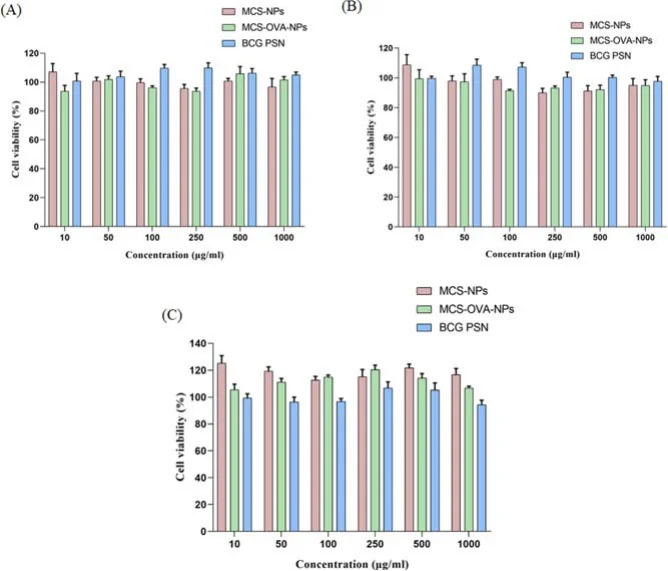 (A)
MCS-NPs
MCS-OVA-NPs
BCG PSN
120
100
80
60
40
20
0
Cell viability (%)
10 50 100 250 500 1000
Concentration (µg/ml)
(B)
MCS-NPs
MCS-OVA-NPs
BCG PSN
120
100
80
60
40
20
0
Cell viability (%)
10 50 100 250 500 1000
Concentration (µg/ml)
(C)
MCS-NPs
MCS-OVA-NPs
BCG PSN
140
120
100
80
60
40
20
0
Cell viability (%)
10 50 100 250 500 1000
Concentration (µg/ml)